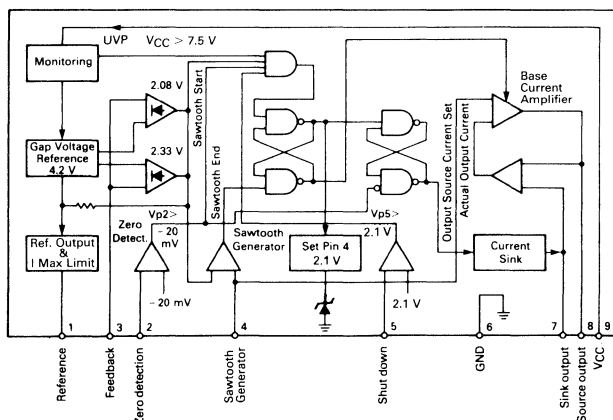 UVP VCC > 7.5 V
Monitoring
2.08 V
Sawtooth Start
Base
Current
Amplifier
Gap Voltage
Reference
4.2 V
2.33 V
Sawtooth End
Output Source Current Set
Actual Output Current
Zero
Detect.
Vp2>
- 20
mV
Sawtooth
Generator
Vp5>
2.1 V
Ref. Output
&
I Max Limit
Set Pin 4
2.1 V
Current
Sink
- 20 mV
2.1 V
1
3
2
4
5
6
7
8
9
Reference
Feedback
Zero detection
Sawtooth
Generator
Shut down
GND
Sink output
Source output
VCC